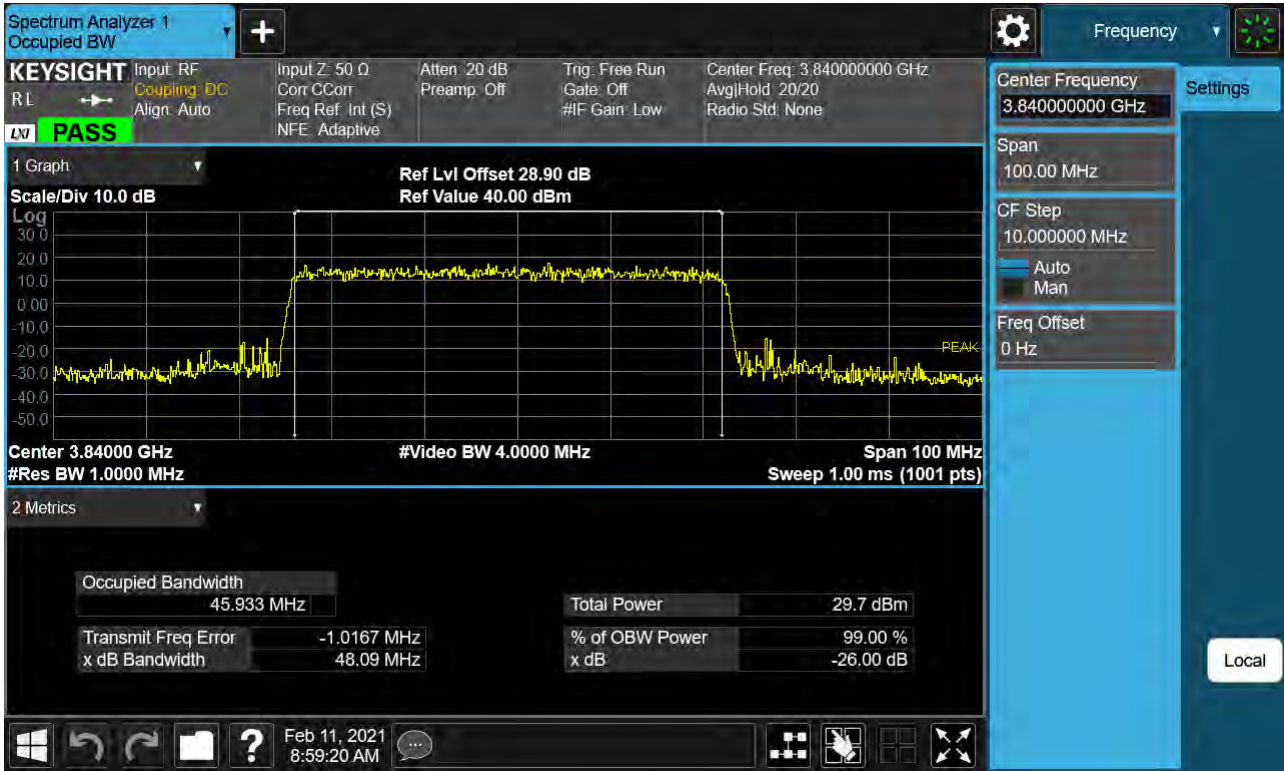 Spectrum Analyzer 1
Occupied BW
+
Frequency
KEYSIGHT
RL
LXI
PASS
Input: RF
Coupling: DC
Align: Auto
Input Z: 50 Ω
Corr CCorr
Freq Ref: Int (S)
NFE: Adaptive
Atten: 20 dB
Preamp: Off
Trig: Free Run
Gate: Off
#IF Gain: Low
Center Freq: 3.840000000 GHz
Avg|Hold: 20/20
Radio Std: None
Center Frequency
3.840000000 GHz
Settings
Span
100.00 MHz
CF Step
10.000000 MHz
Auto
Man
Freq Offset
0 Hz
Local
1 Graph
Scale/Div 10.0 dB
Ref Lvl Offset 28.90 dB
Ref Value 40.00 dBm
Log
30.0
20.0
10.0
0.00
-10.0
-20.0
-30.0
-40.0
-50.0
PEAK
Center 3.84000 GHz
#Video BW 4.0000 MHz
Span 100 MHz
#Res BW 1.0000 MHz
Sweep 1.00 ms (1001 pts)
2 Metrics
Occupied Bandwidth
45.933 MHz
Total Power 29.7 dBm
Transmit Freq Error -1.0167 MHz
% of OBW Power 99.00 %
x dB Bandwidth 48.09 MHz
x dB -26.00 dB
?
Feb 11, 2021
8:59:20 AM